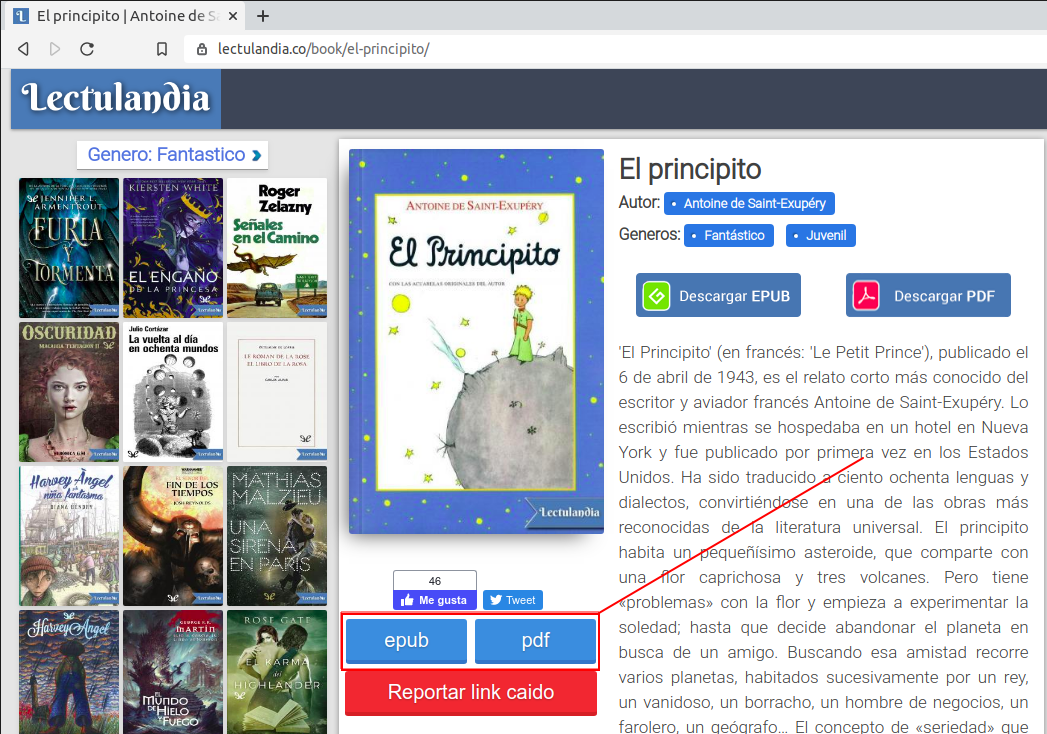 El principito | Antoine de Sa
lectulandia.co/book/el-principito/
Lectulandia
Genero: Fantastico
JENNIFER L.
ARMENTROUT
FURIA
Y
TORMENTA
KIERSTEN WHITE
EL ENGAÑO
DE LA PRINCESA
Roger
Zelazny
Señales
en el Camino
OSCURIDAD
Julio Cortázar
La vuelta al día
en ochenta mundos
LE ROMAN DE LA ROSE
EL LIBRO DE LA ROSA
Harvey Angel
niña fantasma
DIANA HENDRY
FIN DE LOS
TIEMPOS
JOSH REYNOLDS
MATHIAS
MALZIEU
UNA
SIRENA
EN PARÍS
Harvey Angel
GEORGE R.R.
MARTIN
EL
MUNDO
DE HIELO
Y FUEGO
ROSE GATE
EL KARMA
DEL
HIGHLANDER
ANTOINE DE SAINT-EXUPÉRY
El Principito
CON LAS ACUARELAS ORIGINALES DEL AUTOR
Lectulandia
46
Me gusta
Tweet
epub
pdf
Reportar link caido
El principito
Autor: • Antoine de Saint-Exupéry
Generos: • Fantástico • Juvenil
Descargar EPUB
Descargar PDF
'El Principito' (en francés: 'Le Petit Prince'), publicado el
6 de abril de 1943, es el relato corto más conocido del
escritor y aviador francés Antoine de Saint-Exupéry. Lo
escribió mientras se hospedaba en un hotel en Nueva
York y fue publicado por primera vez en los Estados
Unidos. Ha sido traducido a ciento ochenta lenguas y
dialectos, convirtiéndose en una de las obras más
reconocidas de la literatura universal. El principito
habita un pequeñísimo asteroide, que comparte con
una flor caprichosa y tres volcanes. Pero tiene
«problemas» con la flor y empieza a experimentar la
soledad; hasta que decide abandonar el planeta en
busca de un amigo. Buscando esa amistad recorre
varios planetas, habitados sucesivamente por un rey,
un vanidoso, un borracho, un hombre de negocios, un
farolero, un geógrafo... El concepto de «seriedad» que